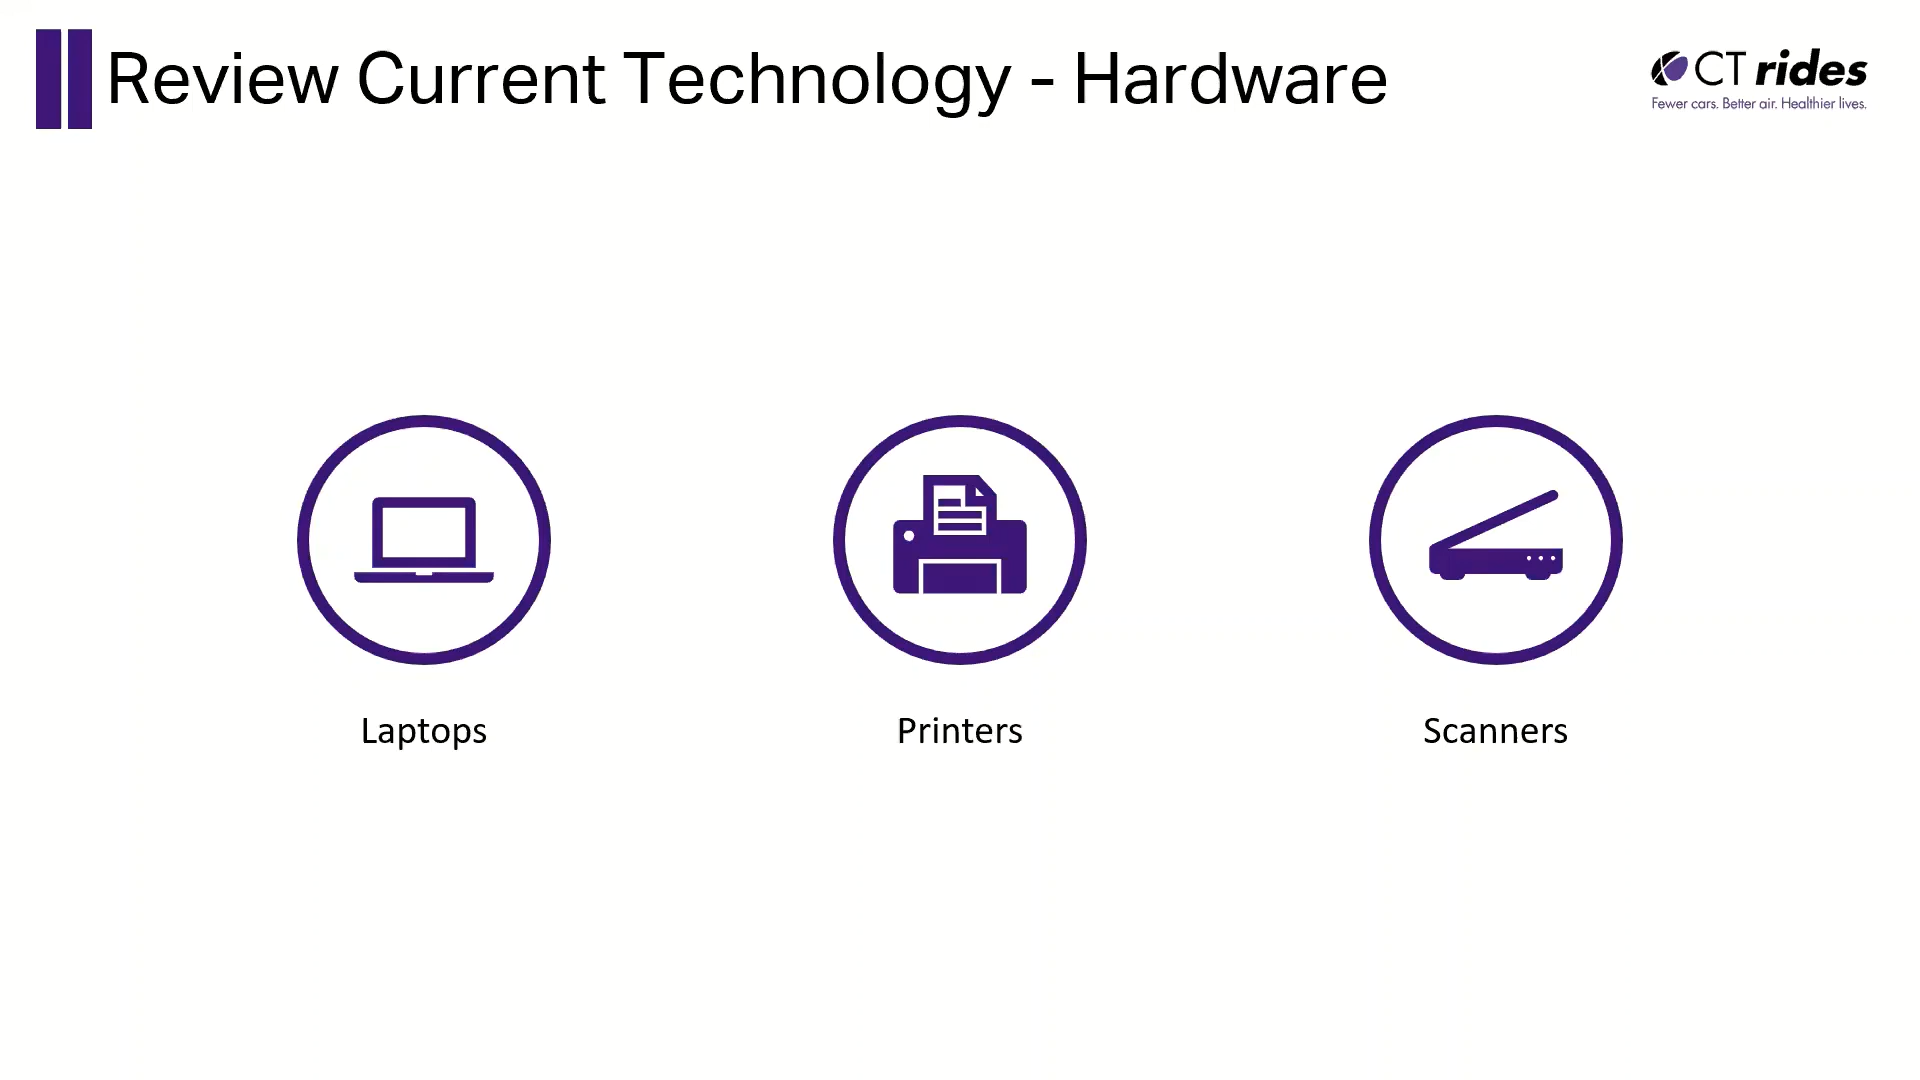 Review Current Technology - Hardware
CT rides
Fewer cars. Better air. Healthier lives.
Laptops
Printers
Scanners